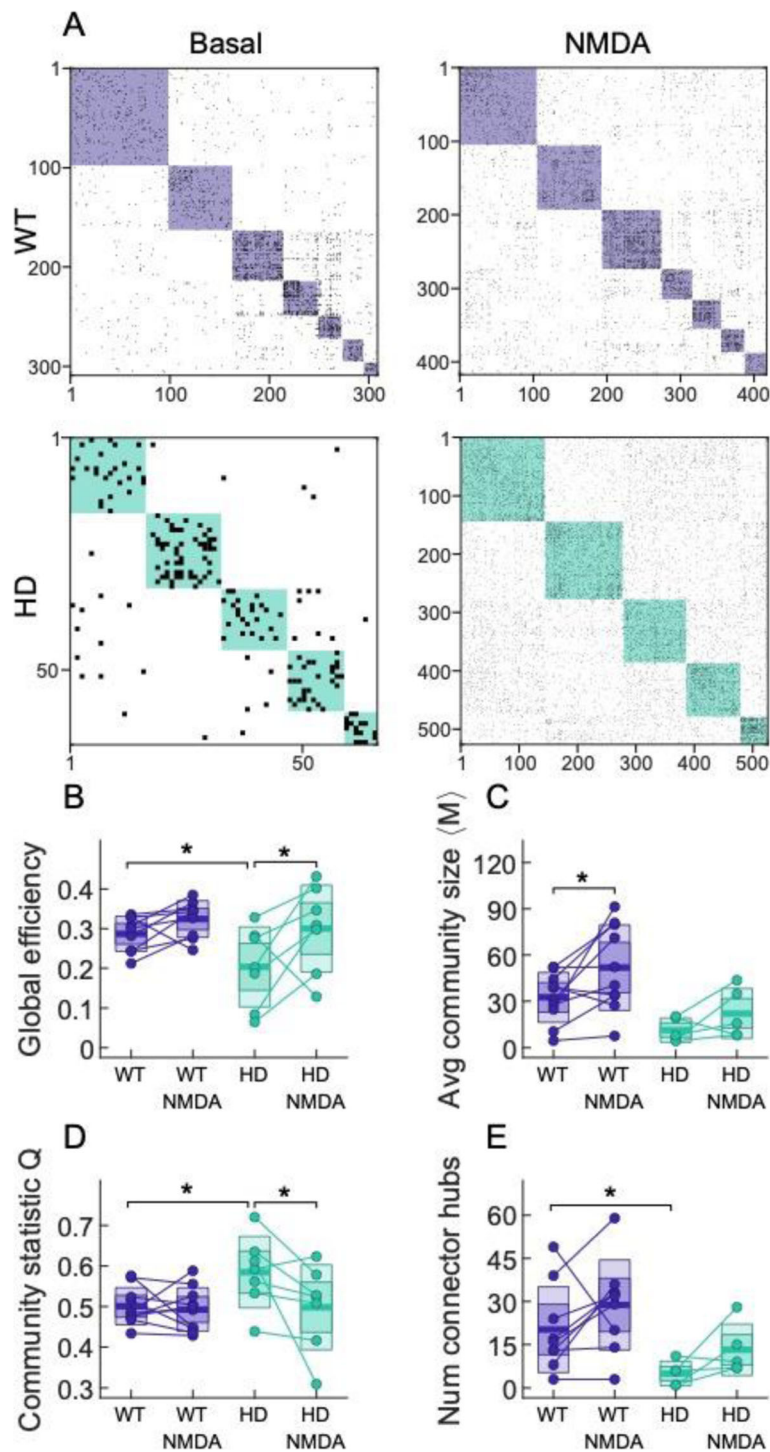 A
Basal
NMDA
WT
1
100
200
300
1
100
200
300
1
100
200
300
400
1
100
200
300
400
HD
1
50
1
50
1
100
200
300
400
500
1
100
200
300
400
500
B
Global efficiency
0.4
0.3
0.2
0.1
0
*
*
WT
WT
HD
HD
NMDA
NMDA
C
Avg community size ⟨M⟩
120
90
60
30
0
*
WT
WT
HD
HD
NMDA
NMDA
D
Community statistic Q
0.7
0.6
0.5
0.4
0.3
*
*
WT
WT
HD
HD
NMDA
NMDA
E
Num connector hubs
60
45
30
15
0
*
WT
WT
HD
HD
NMDA
NMDA